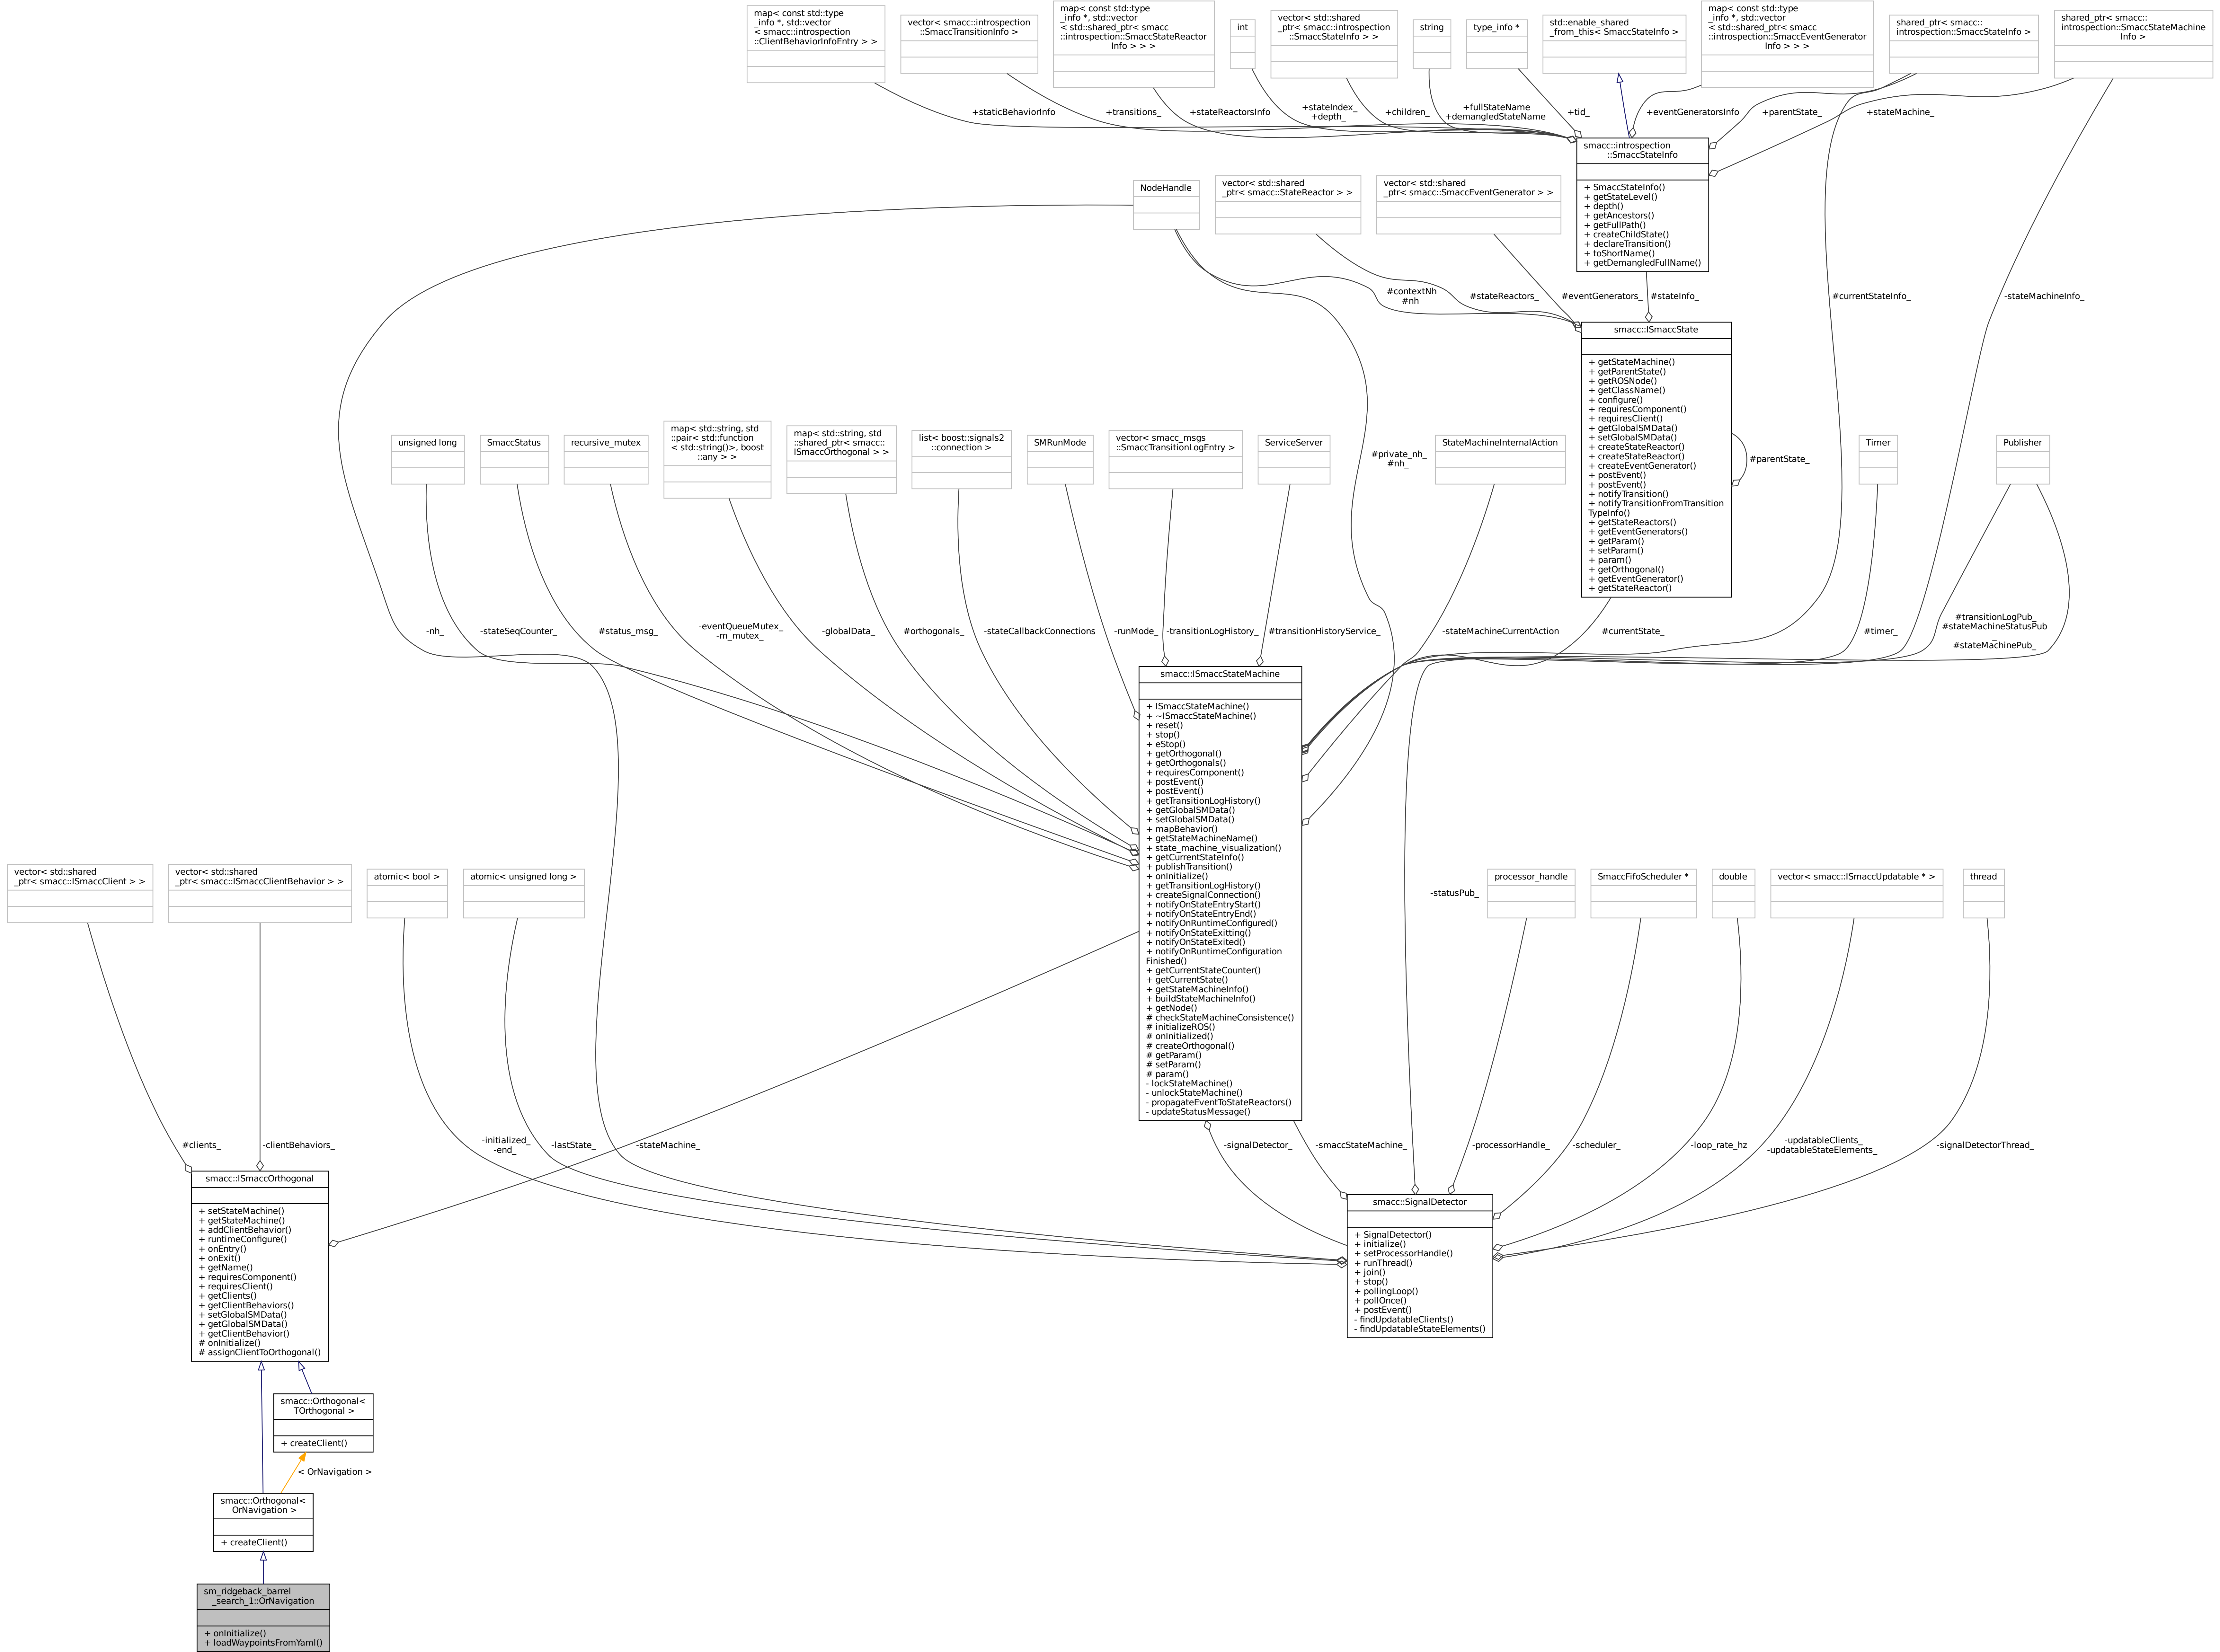 map< const std::type
_info *, std::vector
< smacc::introspection
::ClientBehaviorInfoEntry > >
vector< smacc::introspection
::SmaccTransitionInfo >
map< const std::type
_info *, std::vector
< std::shared_ptr< smacc
::introspection::SmaccStateReactor
Info > > >
int
vector< std::shared
_ptr< smacc::introspection
::SmaccStateInfo > >
string
type_info *
std::enable_shared
_from_this< SmaccStateInfo >
map< const std::type
_info *, std::vector
< std::shared_ptr< smacc
::introspection::SmaccEventGenerator
Info > > >
shared_ptr< smacc::
introspection::SmaccStateInfo >
shared_ptr< smacc::
introspection::SmaccStateMachine
Info >
+staticBehaviorInfo
+transitions_
+stateReactorsInfo
+stateIndex_
+depth_
+children_
+fullStateName
+demangledStateName
+tid_
+eventGeneratorsInfo
+parentState_
+stateMachine_
smacc::introspection
::SmaccStateInfo
+ SmaccStateInfo()
+ getStateLevel()
+ depth()
+ getAncestors()
+ getFullPath()
+ createChildState()
+ declareTransition()
+ toShortName()
+ getDemangledFullName()
NodeHandle
vector< std::shared
_ptr< smacc::StateReactor > >
vector< std::shared
_ptr< smacc::SmaccEventGenerator > >
#contextNh
#nh
#stateReactors_
#eventGenerators_
#stateInfo_
#currentStateInfo_
-stateMachineInfo_
smacc::ISmaccState
+ getStateMachine()
+ getParentState()
+ getROSNode()
+ getClassName()
+ configure()
+ requiresComponent()
+ requiresClient()
+ getGlobalSMData()
+ setGlobalSMData()
+ createStateReactor()
+ createStateReactor()
+ createEventGenerator()
+ postEvent()
+ postEvent()
+ notifyTransition()
+ notifyTransitionFromTransition
TypeInfo()
+ getStateReactors()
+ getEventGenerators()
+ getParam()
+ setParam()
+ param()
+ getOrthogonal()
+ getEventGenerator()
+ getStateReactor()
#parentState_
unsigned long
SmaccStatus
recursive_mutex
map< std::string, std
::pair< std::function
< std::string()>, boost
::any > >
map< std::string, std
::shared_ptr< smacc::
ISmaccOrthogonal > >
list< boost::signals2
::connection >
SMRunMode
vector< smacc_msgs
::SmaccTransitionLogEntry >
ServiceServer
#private_nh_
#nh_
StateMachineInternalAction
Timer
Publisher
-nh_
-stateSeqCounter_
#status_msg_
-eventQueueMutex_
-m_mutex_
-globalData_
#orthogonals_
-stateCallbackConnections
-runMode_
-transitionLogHistory_
#transitionHistoryService_
-stateMachineCurrentAction
#currentState_
#timer_
#transitionLogPub_
#stateMachineStatusPub
_
#stateMachinePub_
smacc::ISmaccStateMachine
+ ISmaccStateMachine()
+ ~ISmaccStateMachine()
+ reset()
+ stop()
+ eStop()
+ getOrthogonal()
+ getOrthogonals()
+ requiresComponent()
+ postEvent()
+ postEvent()
+ getTransitionLogHistory()
+ getGlobalSMData()
+ setGlobalSMData()
+ mapBehavior()
+ getStateMachineName()
+ state_machine_visualization()
+ getCurrentStateInfo()
+ publishTransition()
+ onInitialize()
+ getTransitionLogHistory()
+ createSignalConnection()
+ notifyOnStateEntryStart()
+ notifyOnStateEntryEnd()
+ notifyOnRuntimeConfigured()
+ notifyOnStateExitting()
+ notifyOnStateExited()
+ notifyOnRuntimeConfiguration
Finished()
+ getCurrentStateCounter()
+ getCurrentState()
+ getStateMachineInfo()
+ buildStateMachineInfo()
+ getNode()
# checkStateMachineConsistence()
# initializeROS()
# onInitialized()
# createOrthogonal()
# getParam()
# setParam()
# param()
- lockStateMachine()
- unlockStateMachine()
- propagateEventToStateReactors()
- updateStatusMessage()
vector< std::shared
_ptr< smacc::ISmaccClient > >
vector< std::shared
_ptr< smacc::ISmaccClientBehavior > >
atomic< bool >
atomic< unsigned long >
-statusPub_
processor_handle
SmaccFifoScheduler *
double
vector< smacc::ISmaccUpdatable * >
thread
#clients_
-clientBehaviors_
-initialized_
-end_
-lastState_
-stateMachine_
-signalDetector_
-smaccStateMachine_
-processorHandle_
-scheduler_
-loop_rate_hz
-updatableClients_
-updatableStateElements_
-signalDetectorThread_
smacc::ISmaccOrthogonal
+ setStateMachine()
+ getStateMachine()
+ addClientBehavior()
+ runtimeConfigure()
+ onEntry()
+ onExit()
+ getName()
+ requiresComponent()
+ requiresClient()
+ getClients()
+ getClientBehaviors()
+ setGlobalSMData()
+ getGlobalSMData()
+ getClientBehavior()
# onInitialize()
# assignClientToOrthogonal()
smacc::SignalDetector
+ SignalDetector()
+ initialize()
+ setProcessorHandle()
+ runThread()
+ join()
+ stop()
+ pollingLoop()
+ pollOnce()
+ postEvent()
- findUpdatableClients()
- findUpdatableStateElements()
smacc::Orthogonal<
TOrthogonal >
+ createClient()
< OrNavigation >
smacc::Orthogonal<
OrNavigation >
+ createClient()
sm_ridgeback_barrel
_search_1::OrNavigation
+ onInitialize()
+ loadWaypointsFromYaml()